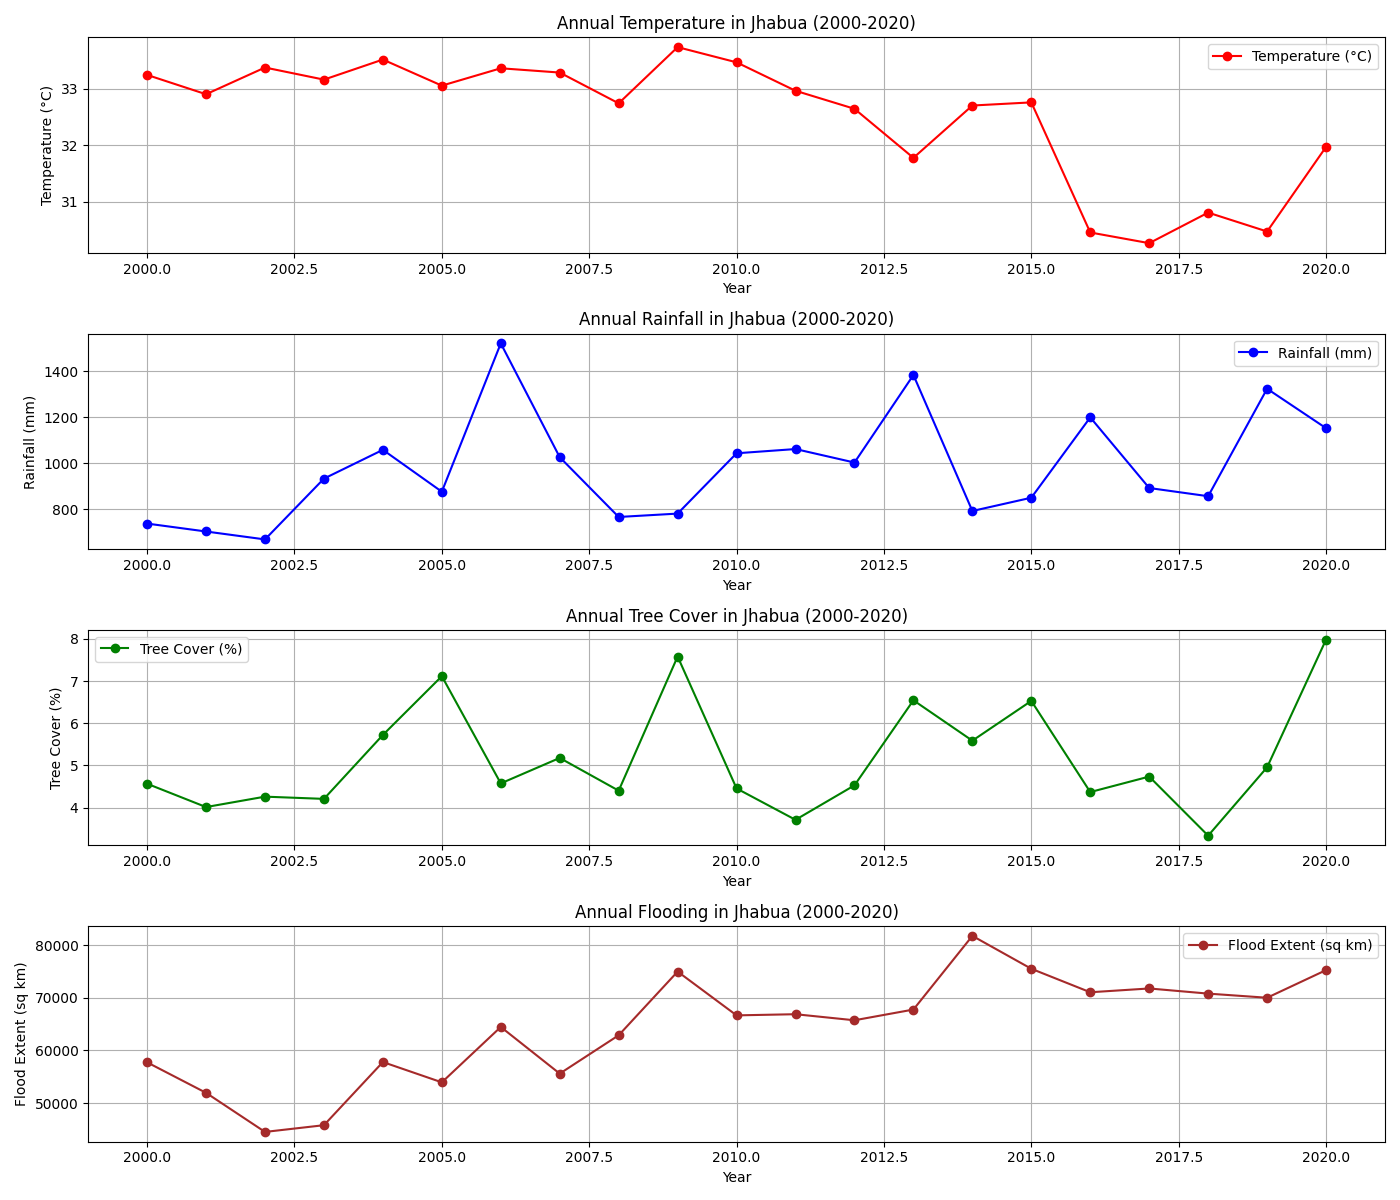 Annual Temperature in Jhabua (2000-2020)
Temperature (°C)
Temperature (°C)
33
32
31
2000.0 2002.5 2005.0 2007.5 2010.0 2012.5 2015.0 2017.5 2020.0
Year
Annual Rainfall in Jhabua (2000-2020)
Rainfall (mm)
Rainfall (mm)
1400
1200
1000
800
2000.0 2002.5 2005.0 2007.5 2010.0 2012.5 2015.0 2017.5 2020.0
Year
Annual Tree Cover in Jhabua (2000-2020)
Tree Cover (%)
Tree Cover (%)
8
7
6
5
4
2000.0 2002.5 2005.0 2007.5 2010.0 2012.5 2015.0 2017.5 2020.0
Year
Annual Flooding in Jhabua (2000-2020)
Flood Extent (sq km)
Flood Extent (sq km)
80000
70000
60000
50000
2000.0 2002.5 2005.0 2007.5 2010.0 2012.5 2015.0 2017.5 2020.0
Year